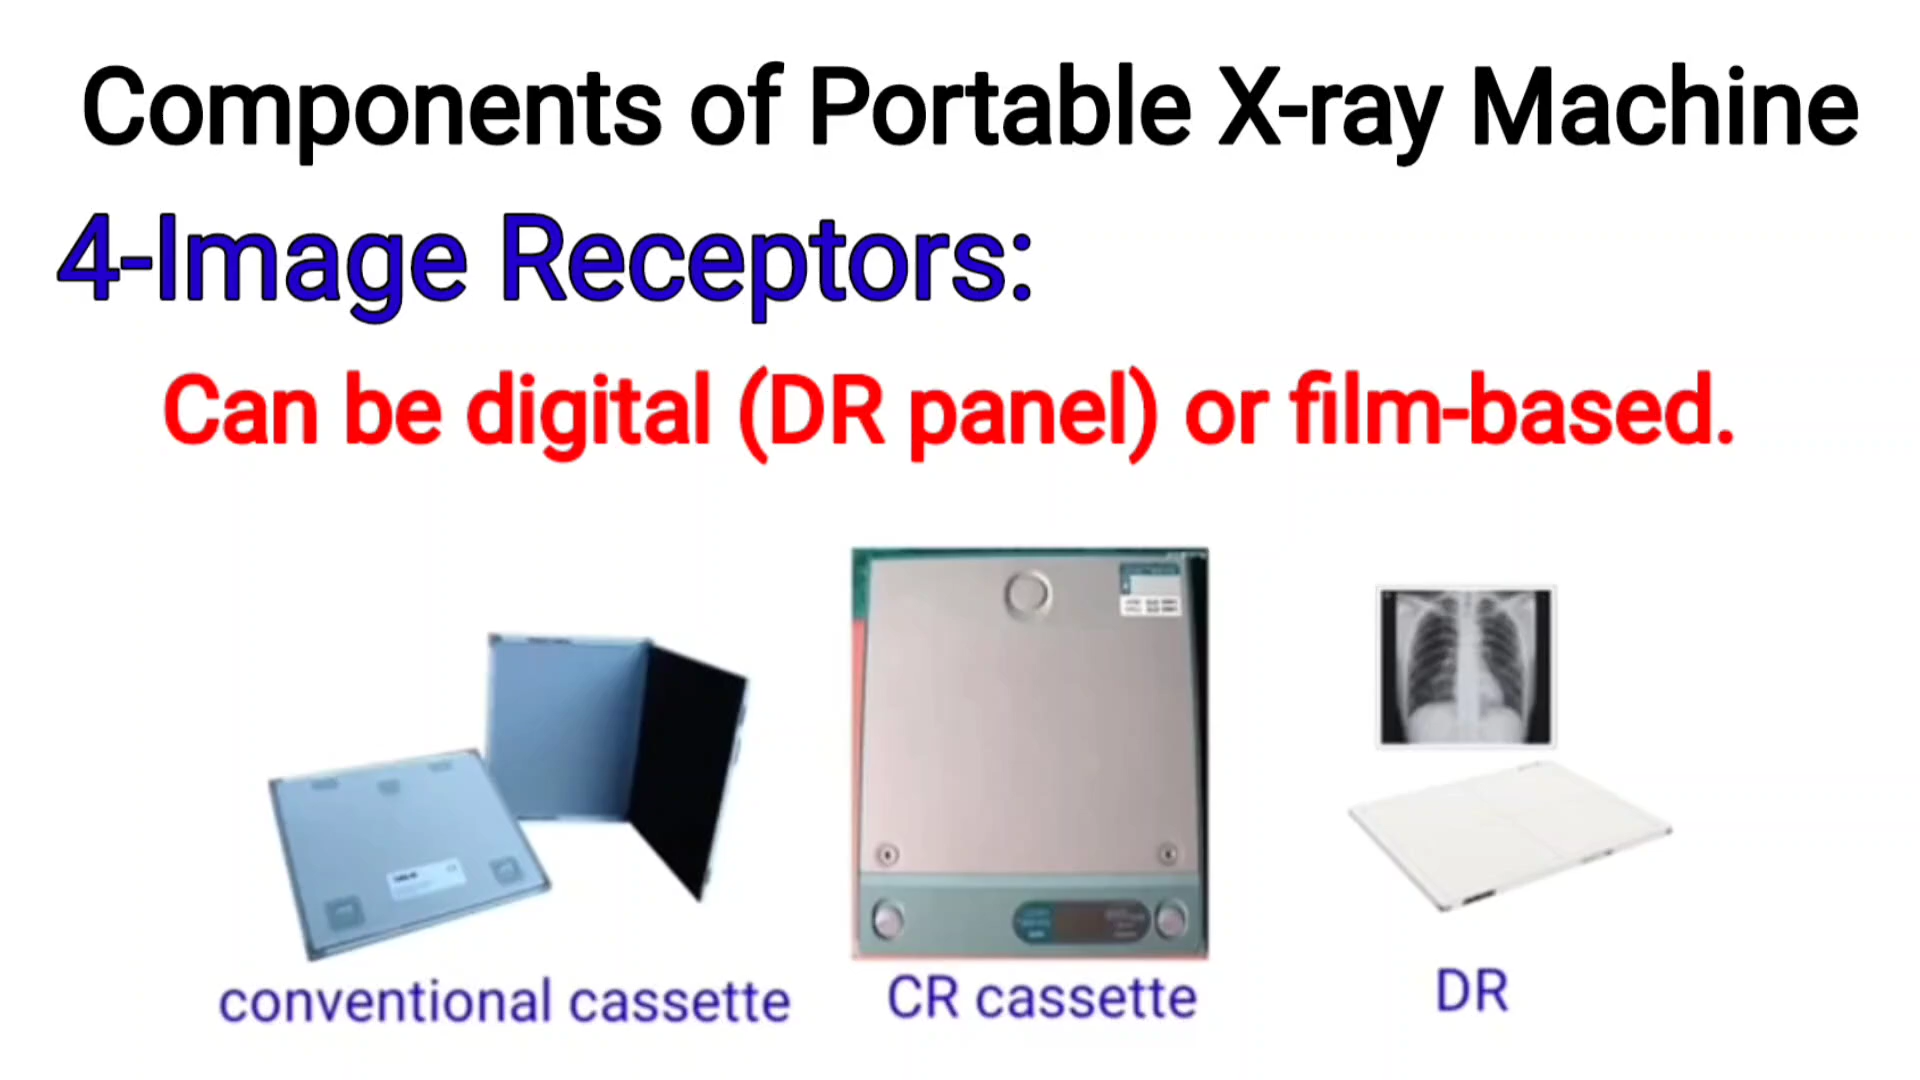 Components of Portable X-ray Machine
4-Image Receptors:
Can be digital (DR panel) or film-based.
conventional cassette
CR cassette
DR